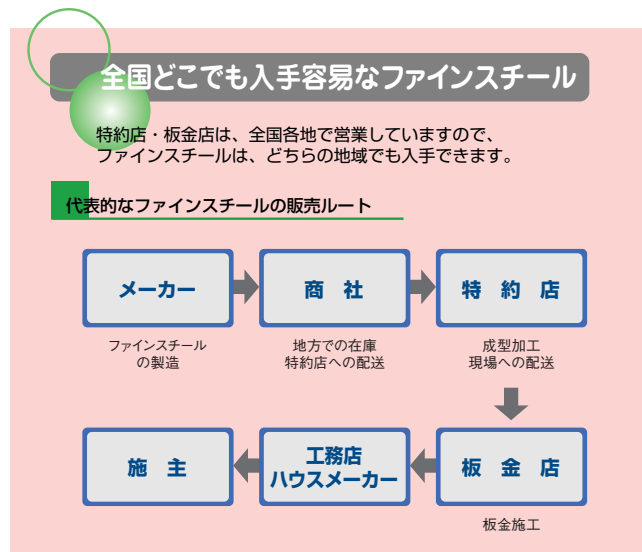 全国どこでも入手容易なファインスチール
特約店・板金店は、全国各地で営業していますので、
ファインスチールは、どちらの地域でも入手できます。
代表的なファインスチールの販売ルート
メーカー
ファインスチール
の製造
商 社
地方での在庫
特約店への配送
特 約 店
成型加工
現場への配送
板 金 店
板金施工
工務店
ハウスメーカー
施 主